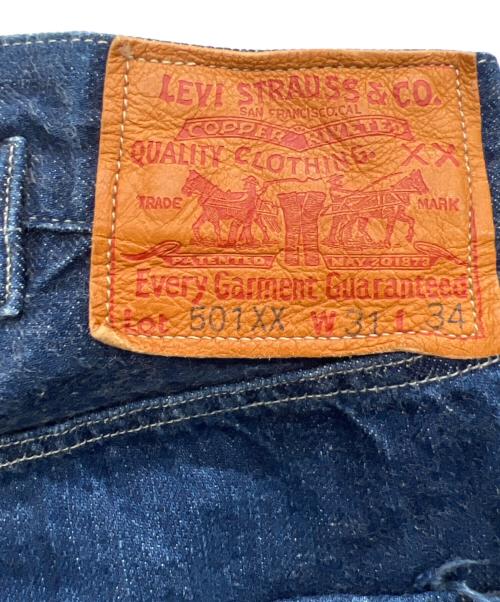 LEVI STRAUSS & CO.
SAN FRANCISCO, CAL
COPPER RIVETED
QUALITY CLOTHING. XX
TRADE MARK
PATENTED MAY 20 1873
Every Garment Guaranteed
Lot 501XX W 31 L 34